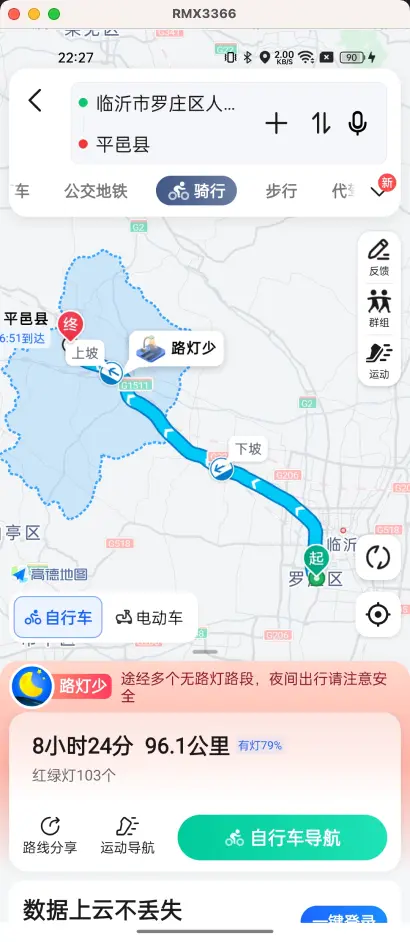 RMX3366
22:27
2.00
KB/S
90
临沂市罗庄区人...
平邑县
车
公交地铁
骑行
步行
代驾
新
G2
反馈
群组
运动
平邑县
6:51到达
终
上坡
路灯少
G1511
G2
下坡
G206
临沂
G518
起
罗庄区
G518
高德地图
G206
自行车
电动车
路灯少
途经多个无路灯路段，夜间出行请注意安
全
8小时24分 96.1公里 有灯79%
红绿灯103个
路线分享
运动导航
自行车导航
数据上云不丢失
一键登录